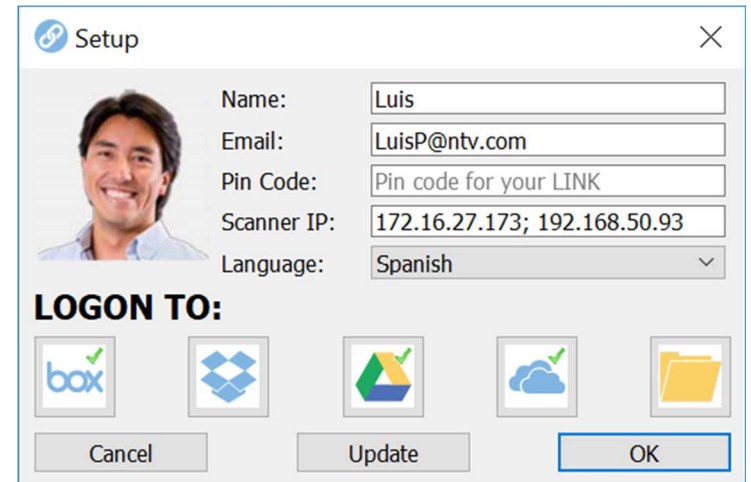 Setup
Name: Luis
Email: LuisP@ntv.com
Pin Code: Pin code for your LINK
Scanner IP: 172.16.27.173; 192.168.50.93
Language: Spanish
LOGON TO:
box
Cancel Update OK